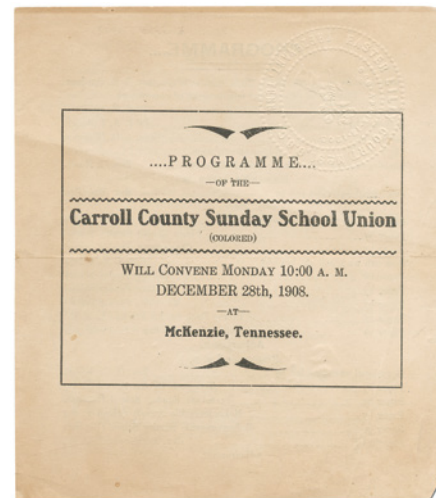 ....PROGRAMME....
—OF THE—
Carroll County Sunday School Union
(COLORED)
WILL CONVENE MONDAY 10:00 A. M.
DECEMBER 28th, 1908.
—AT—
McKenzie, Tennessee.